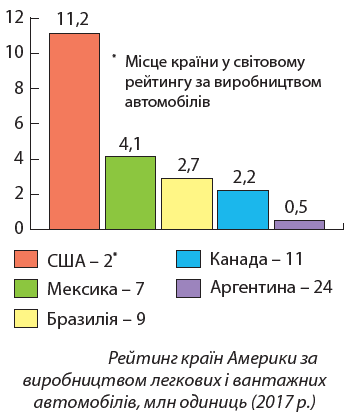 12
10
8
6
4
2
0
11,2
4,1
2,7
2,2
0,5
* Місце країни у світовому
рейтингу за виробництвом
автомобілів
США – 2*
Мексика – 7
Бразилія – 9
Канада – 11
Аргентина – 24
Рейтинг країн Америки за
виробництвом легкових і вантажних
автомобілів, млн одиниць (2017 р.)